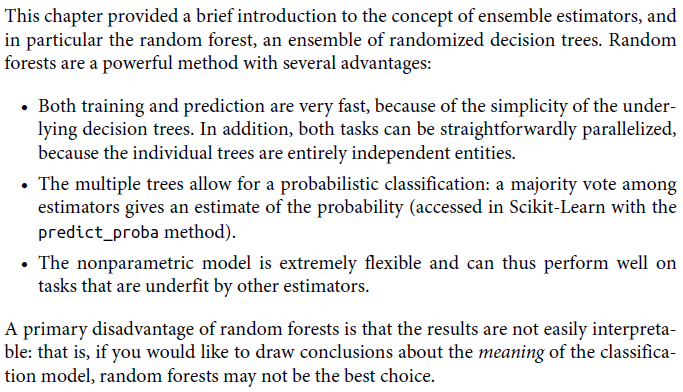 This chapter provided a brief introduction to the concept of ensemble estimators, and
in particular the random forest, an ensemble of randomized decision trees. Random
forests are a powerful method with several advantages:
• Both training and prediction are very fast, because of the simplicity of the under-
lying decision trees. In addition, both tasks can be straightforwardly parallelized,
because the individual trees are entirely independent entities.
• The multiple trees allow for a probabilistic classification: a majority vote among
estimators gives an estimate of the probability (accessed in Scikit-Learn with the
predict_proba method).
• The nonparametric model is extremely flexible and can thus perform well on
tasks that are underfit by other estimators.
A primary disadvantage of random forests is that the results are not easily interpreta-
ble: that is, if you would like to draw conclusions about the meaning of the classifica-
tion model, random forests may not be the best choice.